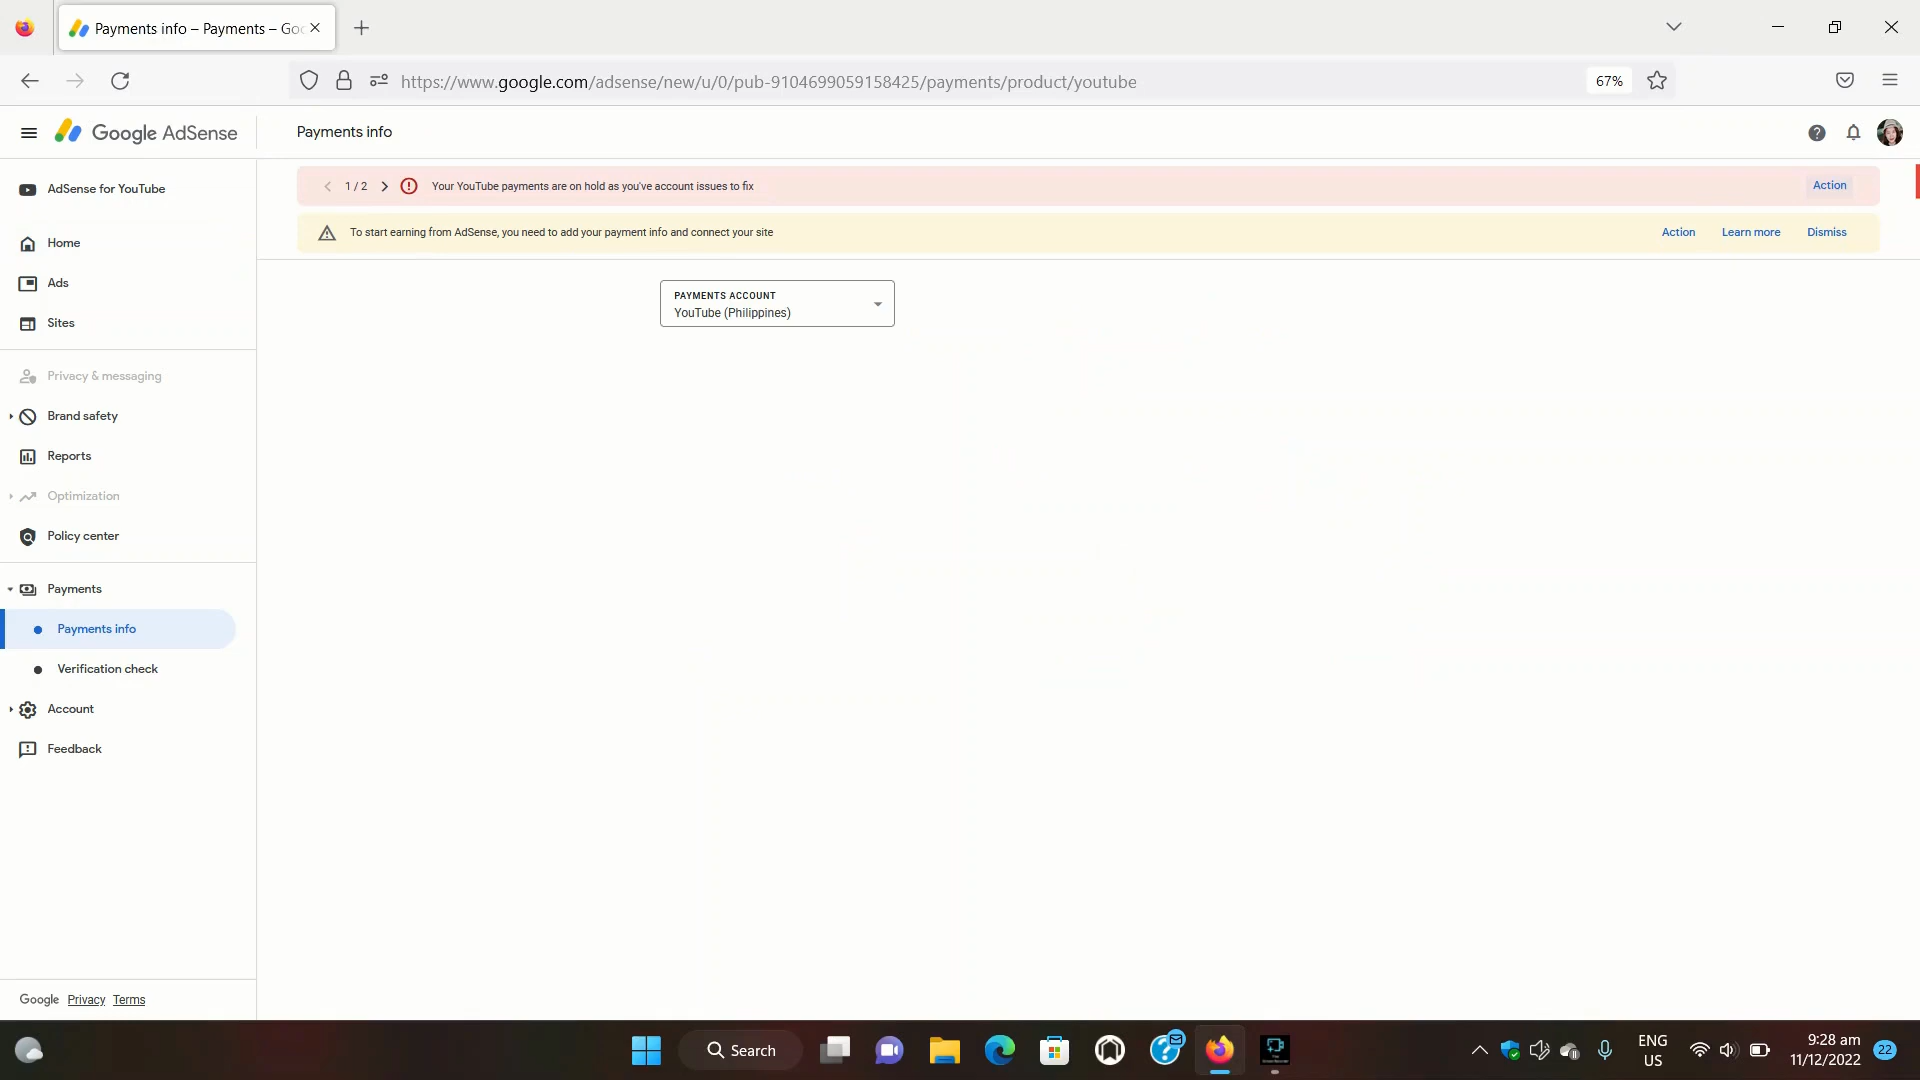 Payments info – Payments – Goo
https://www.google.com/adsense/new/u/0/pub-9104699059158425/payments/product/youtube
67%
Google AdSense
Payments info
AdSense for YouTube
1 / 2
Your YouTube payments are on hold as you've account issues to fix
Action
To start earning from AdSense, you need to add your payment info and connect your site
Action
Learn more
Dismiss
Home
Ads
Sites
PAYMENTS ACCOUNT
YouTube (Philippines)
Privacy & messaging
Brand safety
Reports
Optimization
Policy center
Payments
Payments info
Verification check
Account
Feedback
Google Privacy Terms
Search
ENG
US
9:28 am
11/12/2022
22